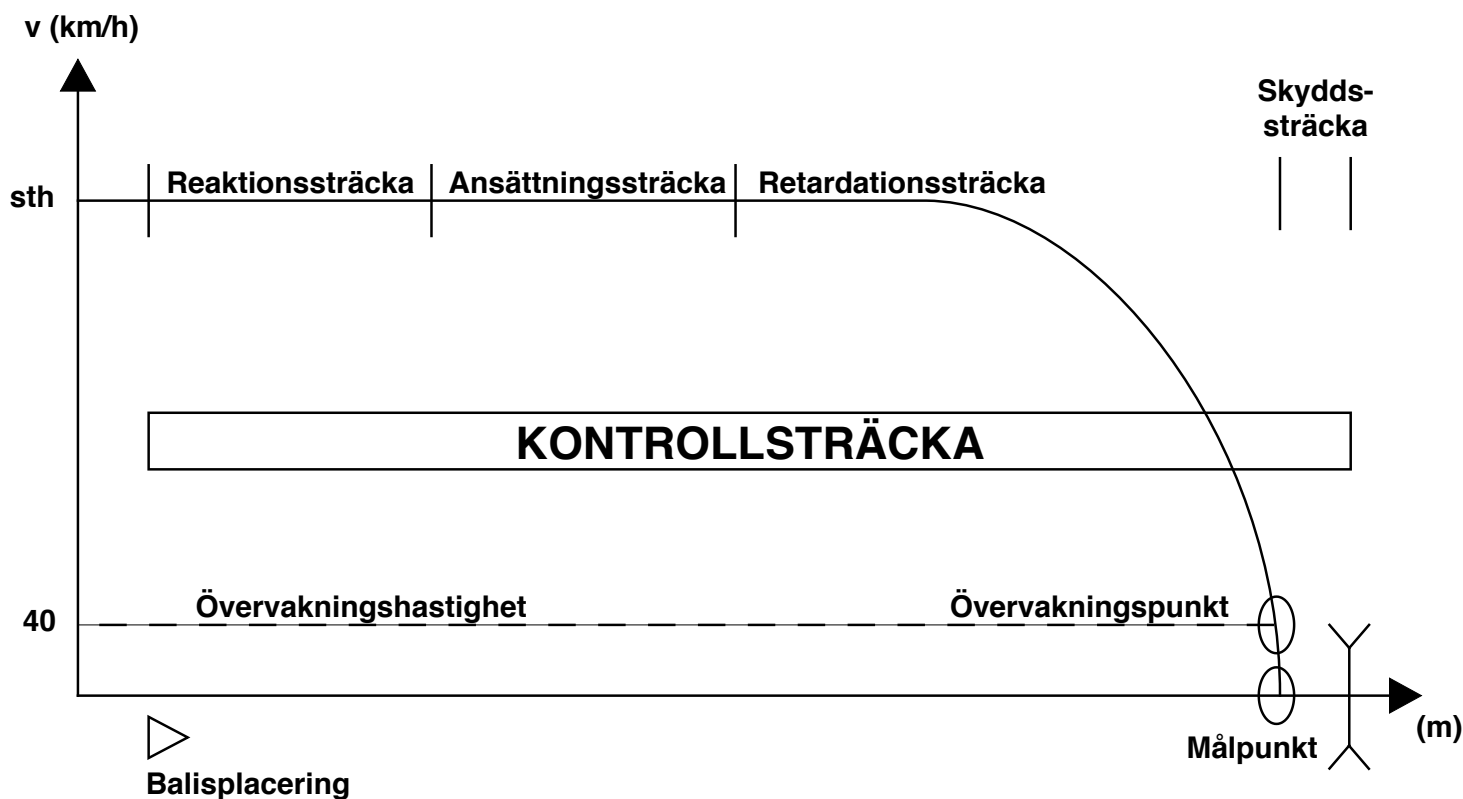 v (km/h)
Skydds-
sträcka
Reaktionssträcka
Ansättningssträcka
Retardationssträcka
sth
KONTROLLSTRÄCKA
Övervakningshastighet
Övervakningspunkt
40
(m)
Målpunkt
Balisplacering